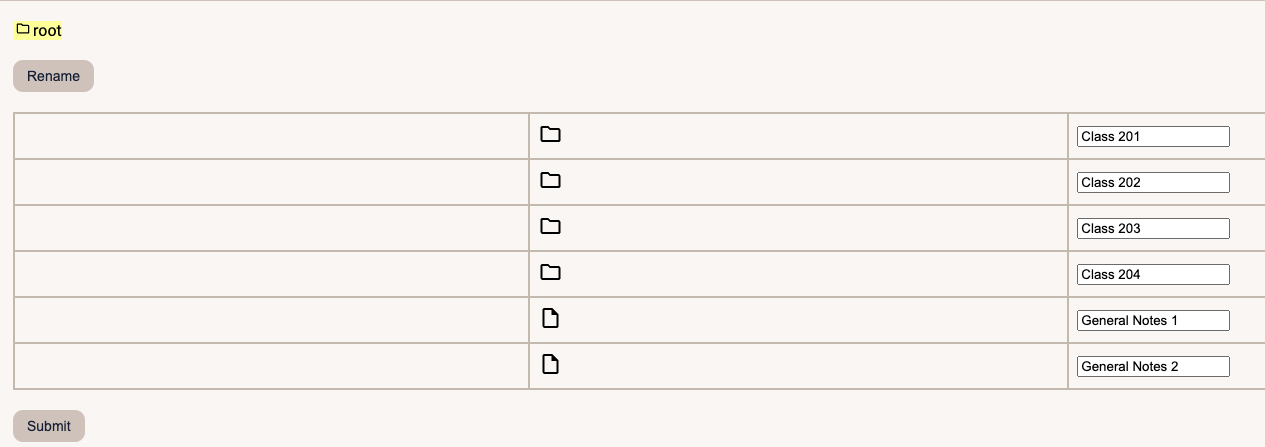 root
Rename
Class 201
Class 202
Class 203
Class 204
General Notes 1
General Notes 2
Submit